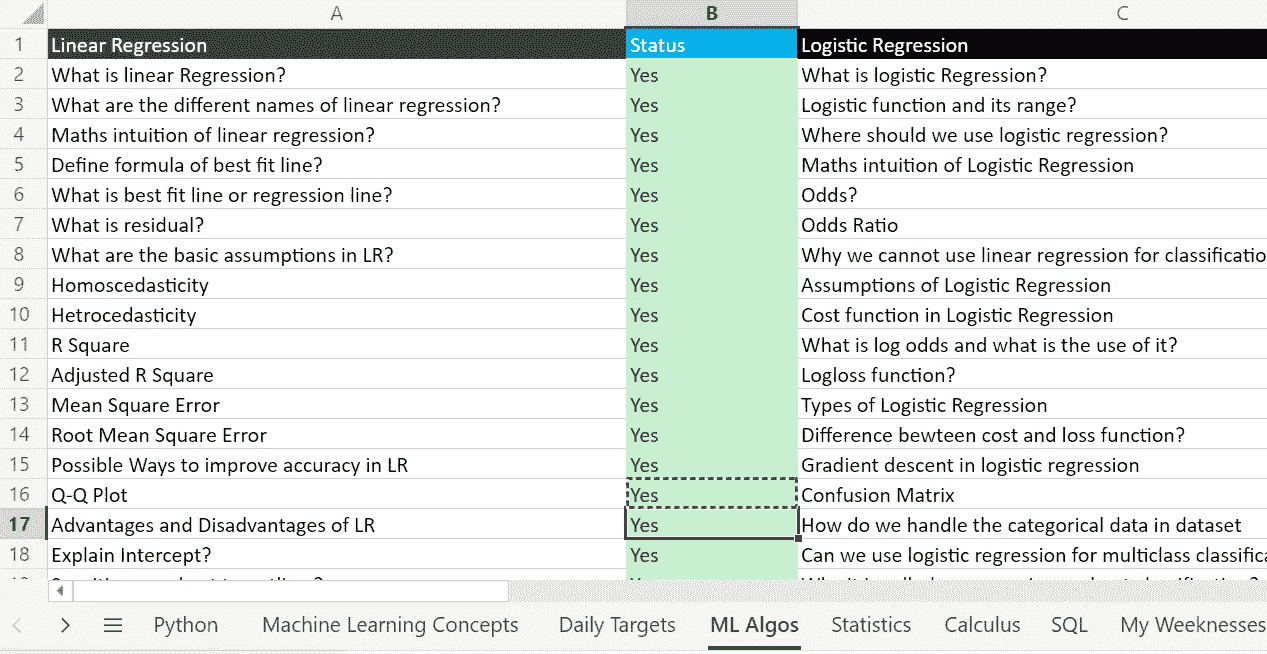 A B C
1 Linear Regression Status Logistic Regression
2 What is linear Regression? Yes What is logistic Regression?
3 What are the different names of linear regression? Yes Logistic function and its range?
4 Maths intuition of linear regression? Yes Where should we use logistic regression?
5 Define formula of best fit line? Yes Maths intuition of Logistic Regression
6 What is best fit line or regression line? Yes Odds?
7 What is residual? Yes Odds Ratio
8 What are the basic assumptions in LR? Yes Why we cannot use linear regression for classificatio
9 Homoscedasticity Yes Assumptions of Logistic Regression
10 Hetrocedasticity Yes Cost function in Logistic Regression
11 R Square Yes What is log odds and what is the use of it?
12 Adjusted R Square Yes Logloss function?
13 Mean Square Error Yes Types of Logistic Regression
14 Root Mean Square Error Yes Difference bewteen cost and loss function?
15 Possible Ways to improve accuracy in LR Yes Gradient descent in logistic regression
16 Q-Q Plot Yes Confusion Matrix
17 Advantages and Disadvantages of LR Yes How do we handle the categorical data in dataset
18 Explain Intercept? Yes Can we use logistic regression for multiclass classifica
Python Machine Learning Concepts Daily Targets ML Algos Statistics Calculus SQL My Weeknesses